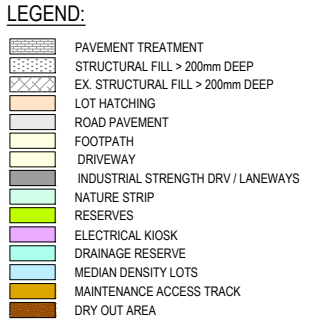 LEGEND:
PAVEMENT TREATMENT
STRUCTURAL FILL > 200mm DEEP
EX. STRUCTURAL FILL > 200mm DEEP
LOT HATCHING
ROAD PAVEMENT
FOOTPATH
DRIVEWAY
INDUSTRIAL STRENGTH DRV / LANEWAYS
NATURE STRIP
RESERVES
ELECTRICAL KIOSK
DRAINAGE RESERVE
MEDIAN DENSITY LOTS
MAINTENANCE ACCESS TRACK
DRY OUT AREA